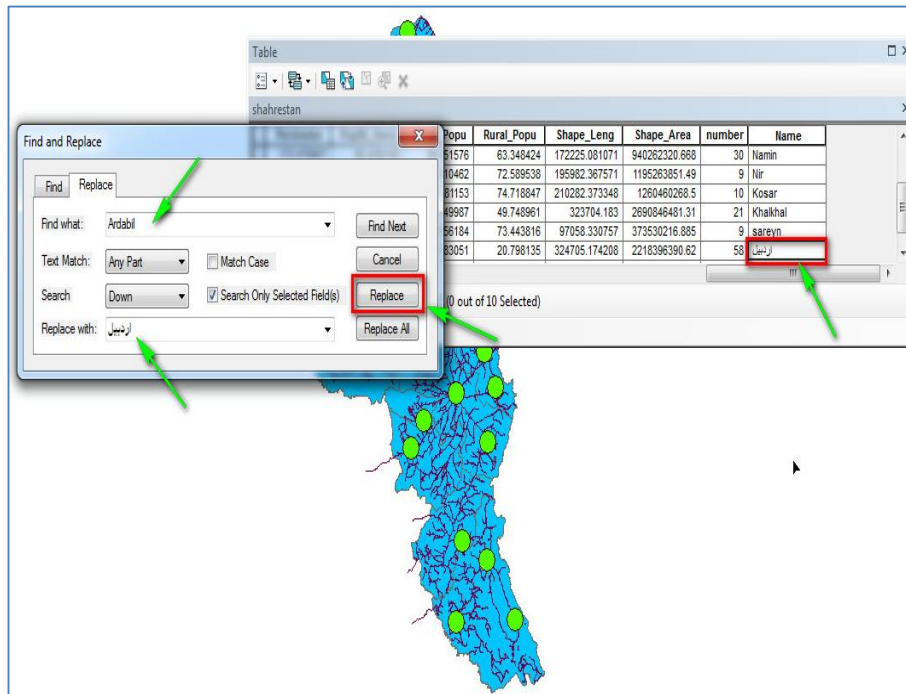 Table
shahrestan
Popu Rural_Popu Shape_Leng Shape_Area number Name
51576 63.348424 172225.081071 940262320.668 30 Namin
10462 72.589538 195982.367571 1195263851.49 9 Nir
81153 74.718847 210282.373348 1260460268.5 10 Kosar
49987 49.748961 323704.183 2690846481.31 21 Khalkhal
56184 73.443816 97058.330757 373530216.885 9 sareyn
83051 20.798135 324705.174208 2218396390.62 58 اردبیل
(0 out of 10 Selected)
Find and Replace
Find Replace
Find what: Ardabil Find Next
Text Match: Any Part Match Case Cancel
Search Down Search Only Selected Field(s) Replace
Replace with: اردبیل Replace All